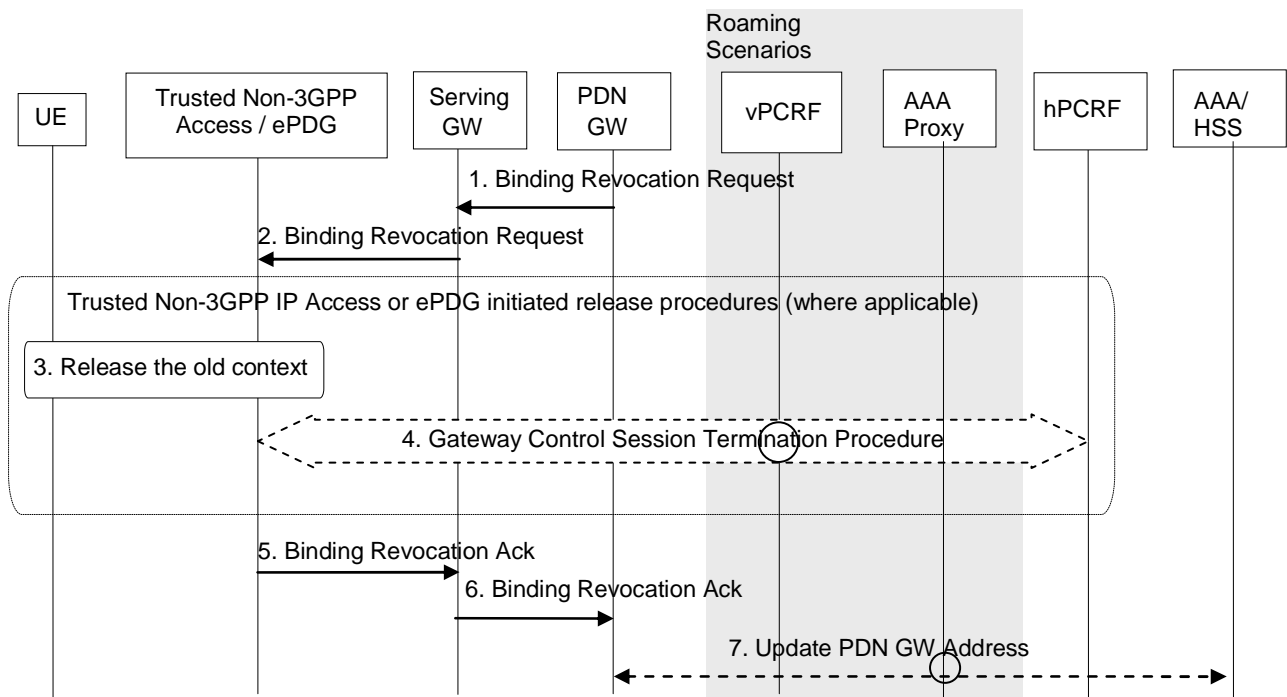 Roaming
Scenarios
UE
Trusted Non-3GPP
Access / ePDG
Serving
GW
PDN
GW
vPCRF
AAA
Proxy
hPCRF
AAA/
HSS
1. Binding Revocation Request
2. Binding Revocation Request
Trusted Non-3GPP IP Access or ePDG initiated release procedures (where applicable)
3. Release the old context
4. Gateway Control Session Termination Procedure
5. Binding Revocation Ack
6. Binding Revocation Ack
7. Update PDN GW Address